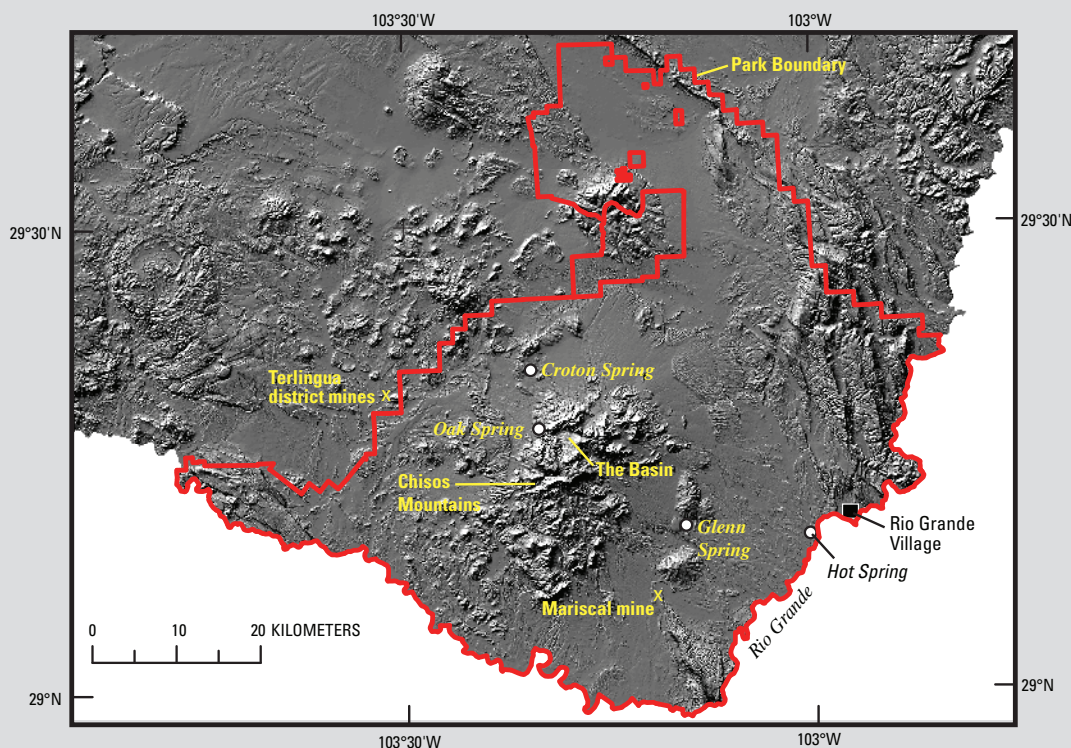 103°30'W 103°W
Park Boundary
29°30'N 29°30'N
Croton Spring
Terlingua
district mines x
Oak Spring
The Basin
Chisos
Mountains
Glenn
Spring
Rio Grande
Village
Hot Spring
Mariscal mine x
Rio Grande
0 10 20 KILOMETERS
29°N 29°N
103°30'W 103°W